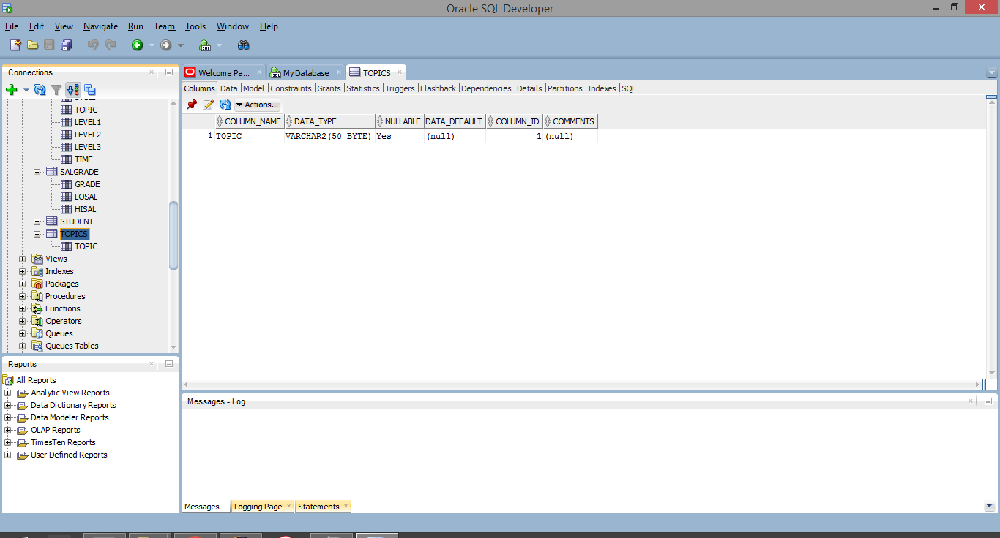 Oracle SQL Developer
File Edit View Navigate Run Team Tools Window Help
Connections
TOPIC
LEVEL1
LEVEL2
LEVEL3
TIME
SALGRADE
GRADE
LOSAL
HISAL
STUDENT
TOPICS
TOPIC
Views
Indexes
Packages
Procedures
Functions
Operators
Queues
Queues Tables
Reports
All Reports
Analytic View Reports
Data Dictionary Reports
Data Modeler Reports
OLAP Reports
TimesTen Reports
User Defined Reports
Welcome Pa... My Database TOPICS
Columns Data Model Constraints Grants Statistics Triggers Flashback Dependencies Details Partitions Indexes SQL
Actions...
COLUMN_NAME DATA_TYPE NULLABLE DATA_DEFAULT COLUMN_ID COMMENTS
1 TOPIC VARCHAR2(50 BYTE) Yes (null) 1 (null)
Messages - Log
Messages Logging Page Statements